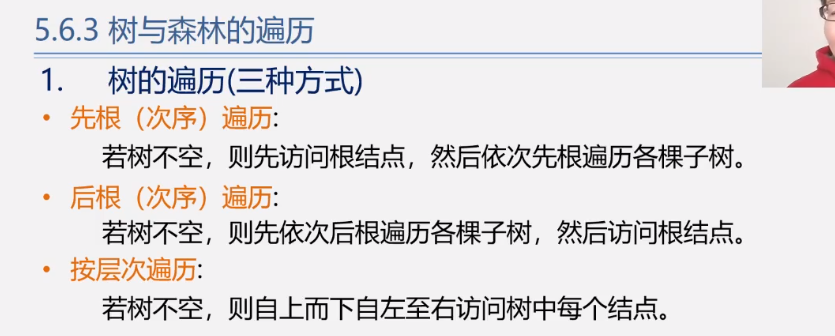 5.6.3 树与森林的遍历
1. 树的遍历(三种方式)
• 先根（次序）遍历:
若树不空，则先访问根结点，然后依次先根遍历各棵子树。
• 后根（次序）遍历:
若树不空，则先依次后根遍历各棵子树，然后访问根结点。
• 按层次遍历:
若树不空，则自上而下自左至右访问树中每个结点。